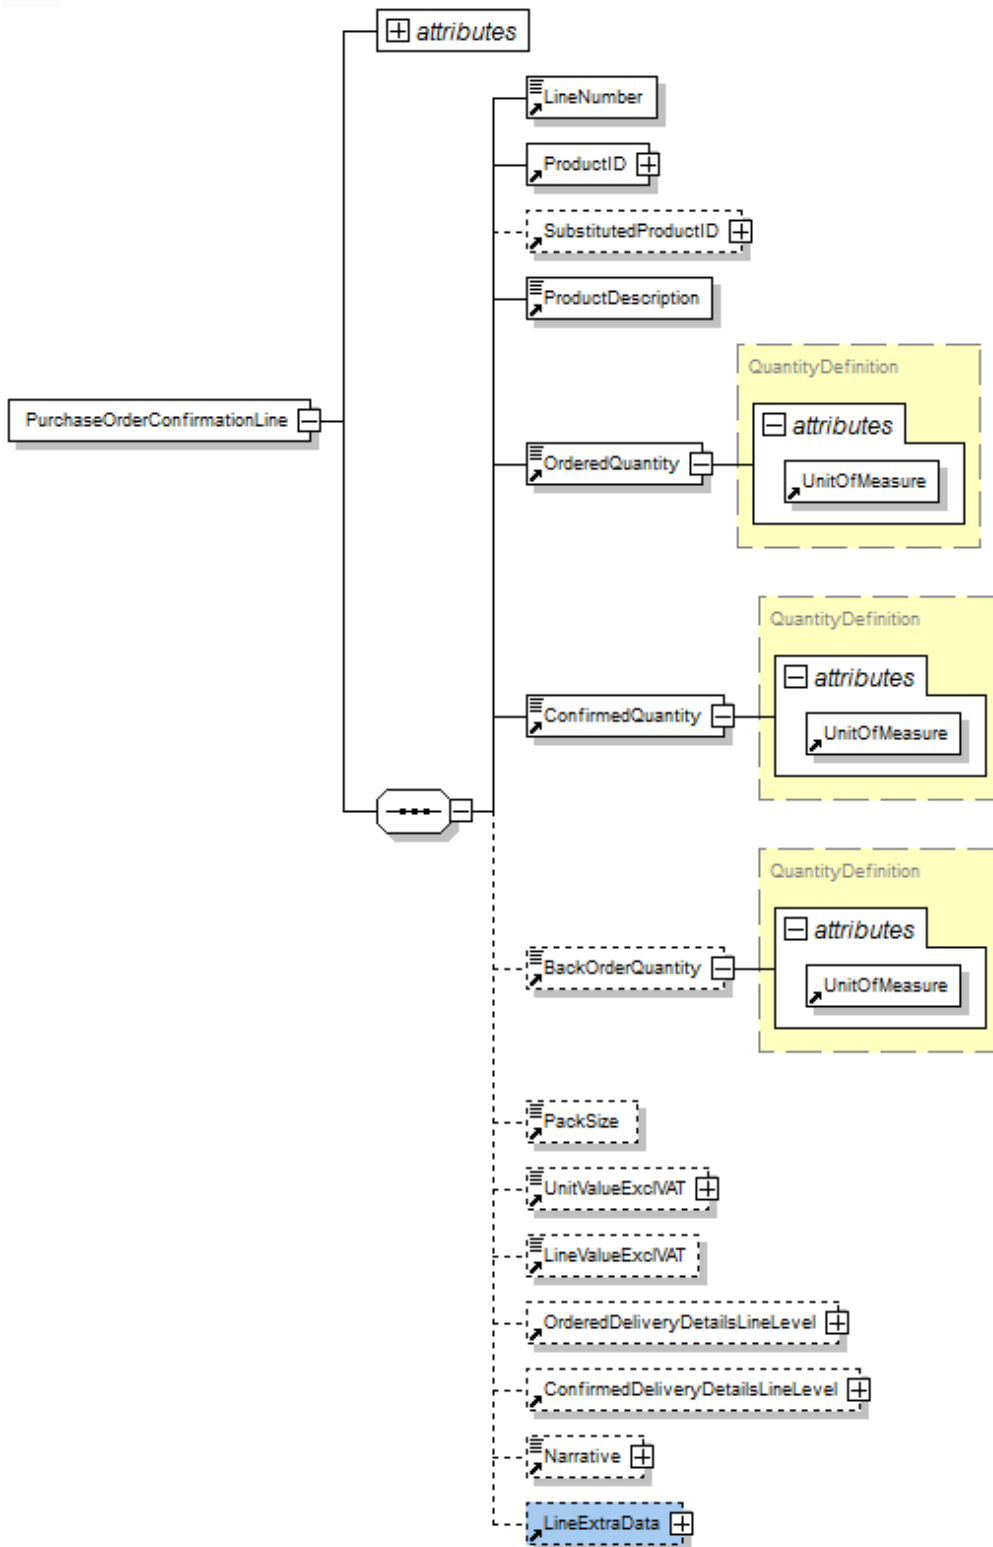 attributes
LineNumber
ProductID
SubstitutedProductID
ProductDescription
QuantityDefinition
attributes
PurchaseOrderConfirmationLine
OrderedQuantity
UnitOfMeasure
QuantityDefinition
attributes
ConfirmedQuantity
UnitOfMeasure
QuantityDefinition
attributes
BackOrderQuantity
UnitOfMeasure
PackSize
UnitValueExclVAT
LineValueExclVAT
OrderedDeliveryDetailsLineLevel
ConfirmedDeliveryDetailsLineLevel
Narrative
LineExtraData